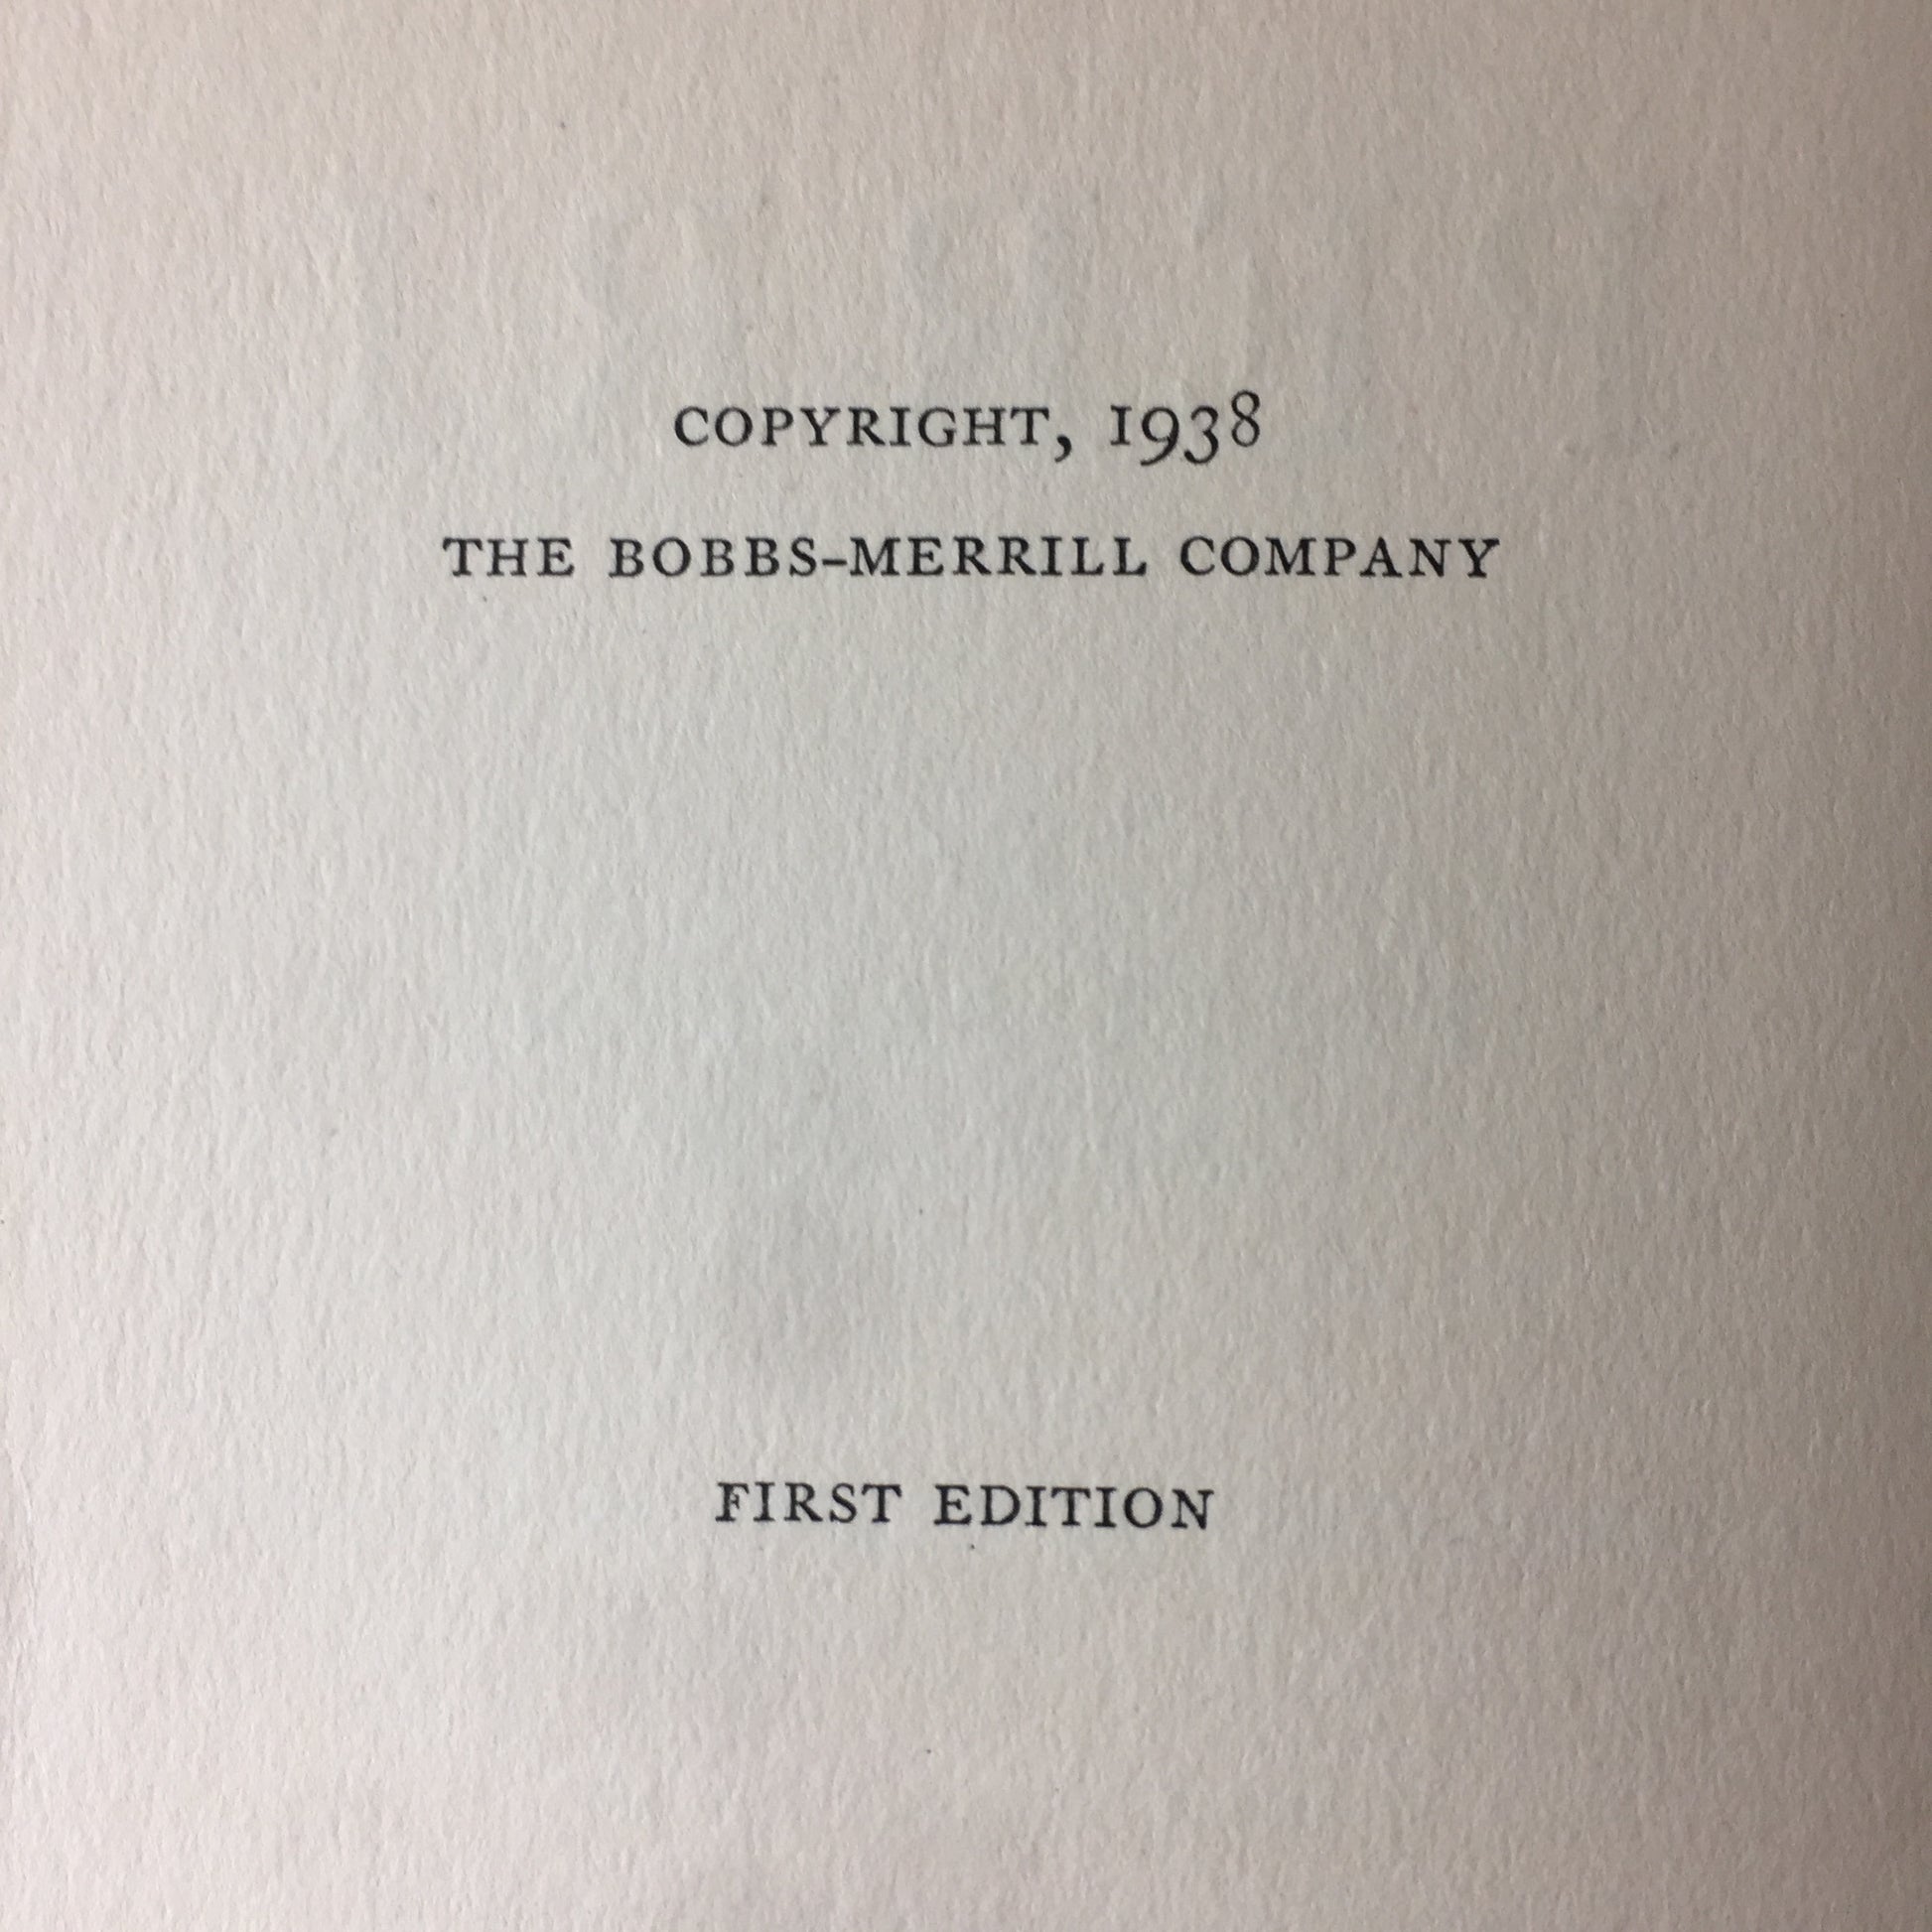 COPYRIGHT, 1938
THE BOBBS-MERRILL COMPANY
FIRST EDITION